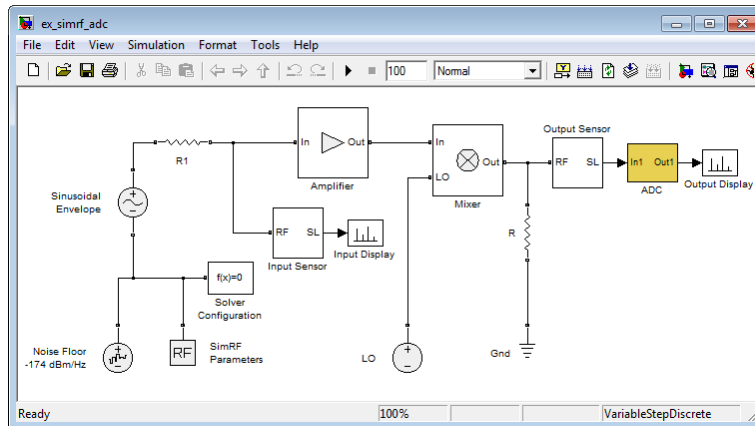 ex_simrf_adc
File Edit View Simulation Format Tools Help
100 Normal
R1
In Out
Amplifier
In
LO
Out
Mixer
Output Sensor
RF SL
In1 Out1
ADC
Output Display
Sinusoidal
Envelope
RF SL
Input Sensor
Input Display
R
f(x)=0
Solver
Configuration
Noise Floor
-174 dBm/Hz
RF
SimRF
Parameters
LO
Gnd
Ready 100% VariableStepDiscrete